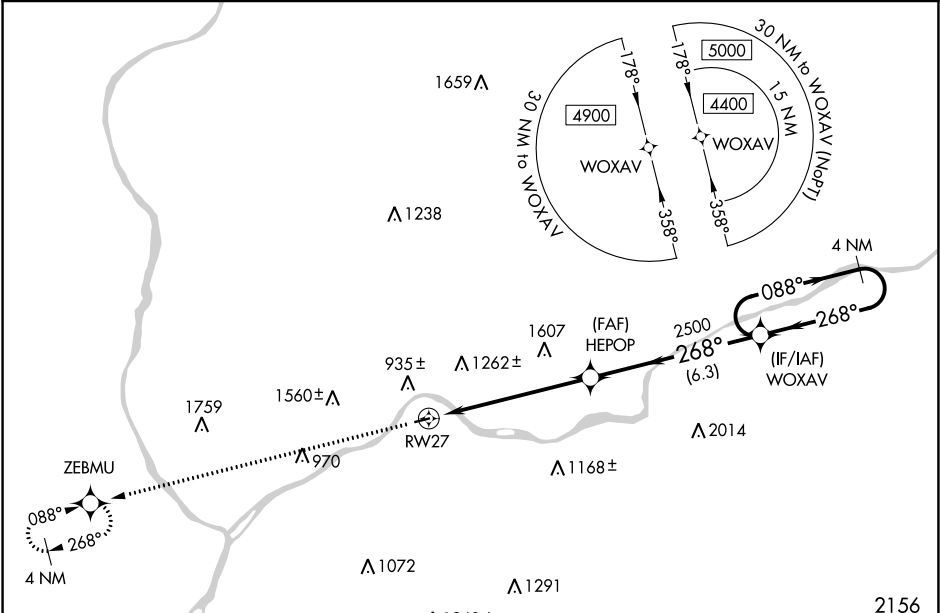 1659
1238
30 NM to WOXAV
4900
WOXAV
178°
358°
30 NM to WOXAV (NoPT)
5000
15 NM
4400
WOXAV
178°
358°
4 NM
088°
268°
(IF/IAF)
WOXAV
2500
268°
(6.3)
(FAF)
HEPOP
1607
1262±
935±
1560±
1759
RW27
970
2014
1168±
ZEBMU
088°
268°
4 NM
1072
1291
2156